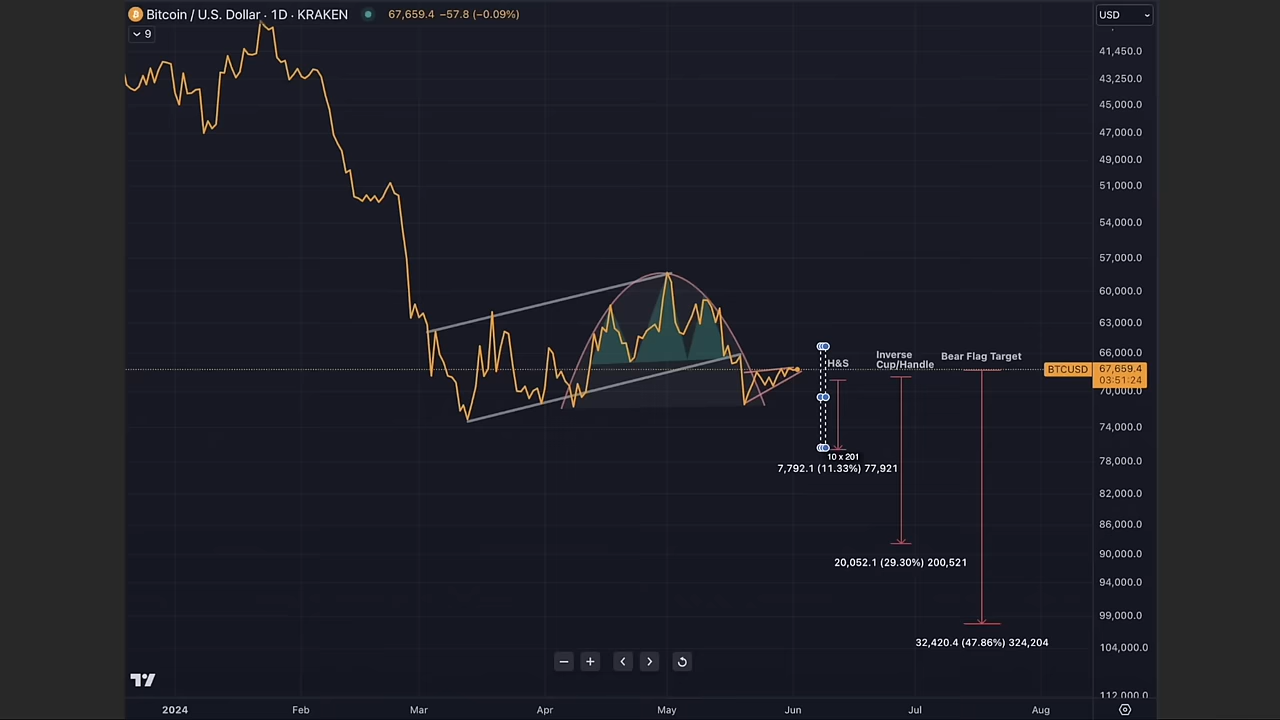 Bitcoin / U.S. Dollar · 1D · KRAKEN 67,659.4 −57.8 (−0.09%)
9
USD
41,450.0
43,250.0
45,000.0
47,000.0
49,000.0
51,000.0
54,000.0
57,000.0
60,000.0
63,000.0
66,000.0
BTCUSD 67,659.4
03:51:24
70,000.0
74,000.0
78,000.0
82,000.0
86,000.0
90,000.0
94,000.0
99,000.0
104,000.0
112,000.0
H&S
Inverse
Cup/Handle
Bear Flag Target
10 x 201
7,792.1 (11.33%) 77,921
20,052.1 (29.30%) 200,521
32,420.4 (47.86%) 324,204
2024 Feb Mar Apr May Jun Jul Aug